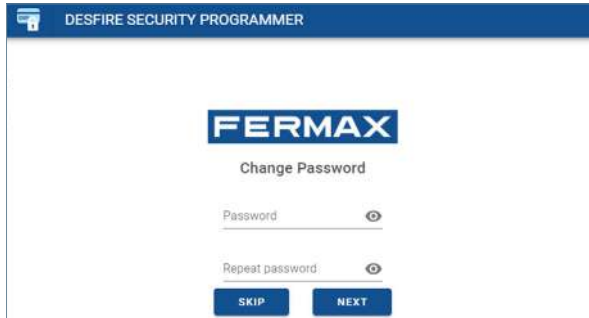 DESFIRE SECURITY PROGRAMMER
FERMAX
Change Password
Password
Repeat password
SKIP NEXT